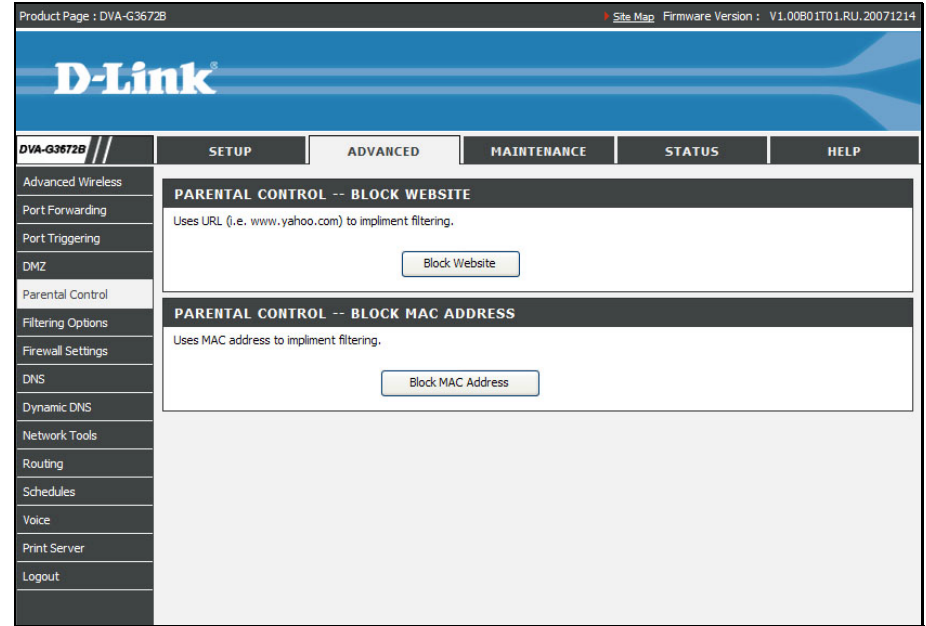 Product Page : DVA-G3672B
Site Map Firmware Version : V1.00B01T01.RU.20071214
D-Link®
DVA-G3672B
SETUP
ADVANCED
MAINTENANCE
STATUS
HELP
Advanced Wireless
Port Forwarding
Port Triggering
DMZ
Parental Control
Filtering Options
Firewall Settings
DNS
Dynamic DNS
Network Tools
Routing
Schedules
Voice
Print Server
Logout
PARENTAL CONTROL -- BLOCK WEBSITE
Uses URL (i.e. www.yahoo.com) to impliment filtering.
Block Website
PARENTAL CONTROL -- BLOCK MAC ADDRESS
Uses MAC address to impliment filtering.
Block MAC Address